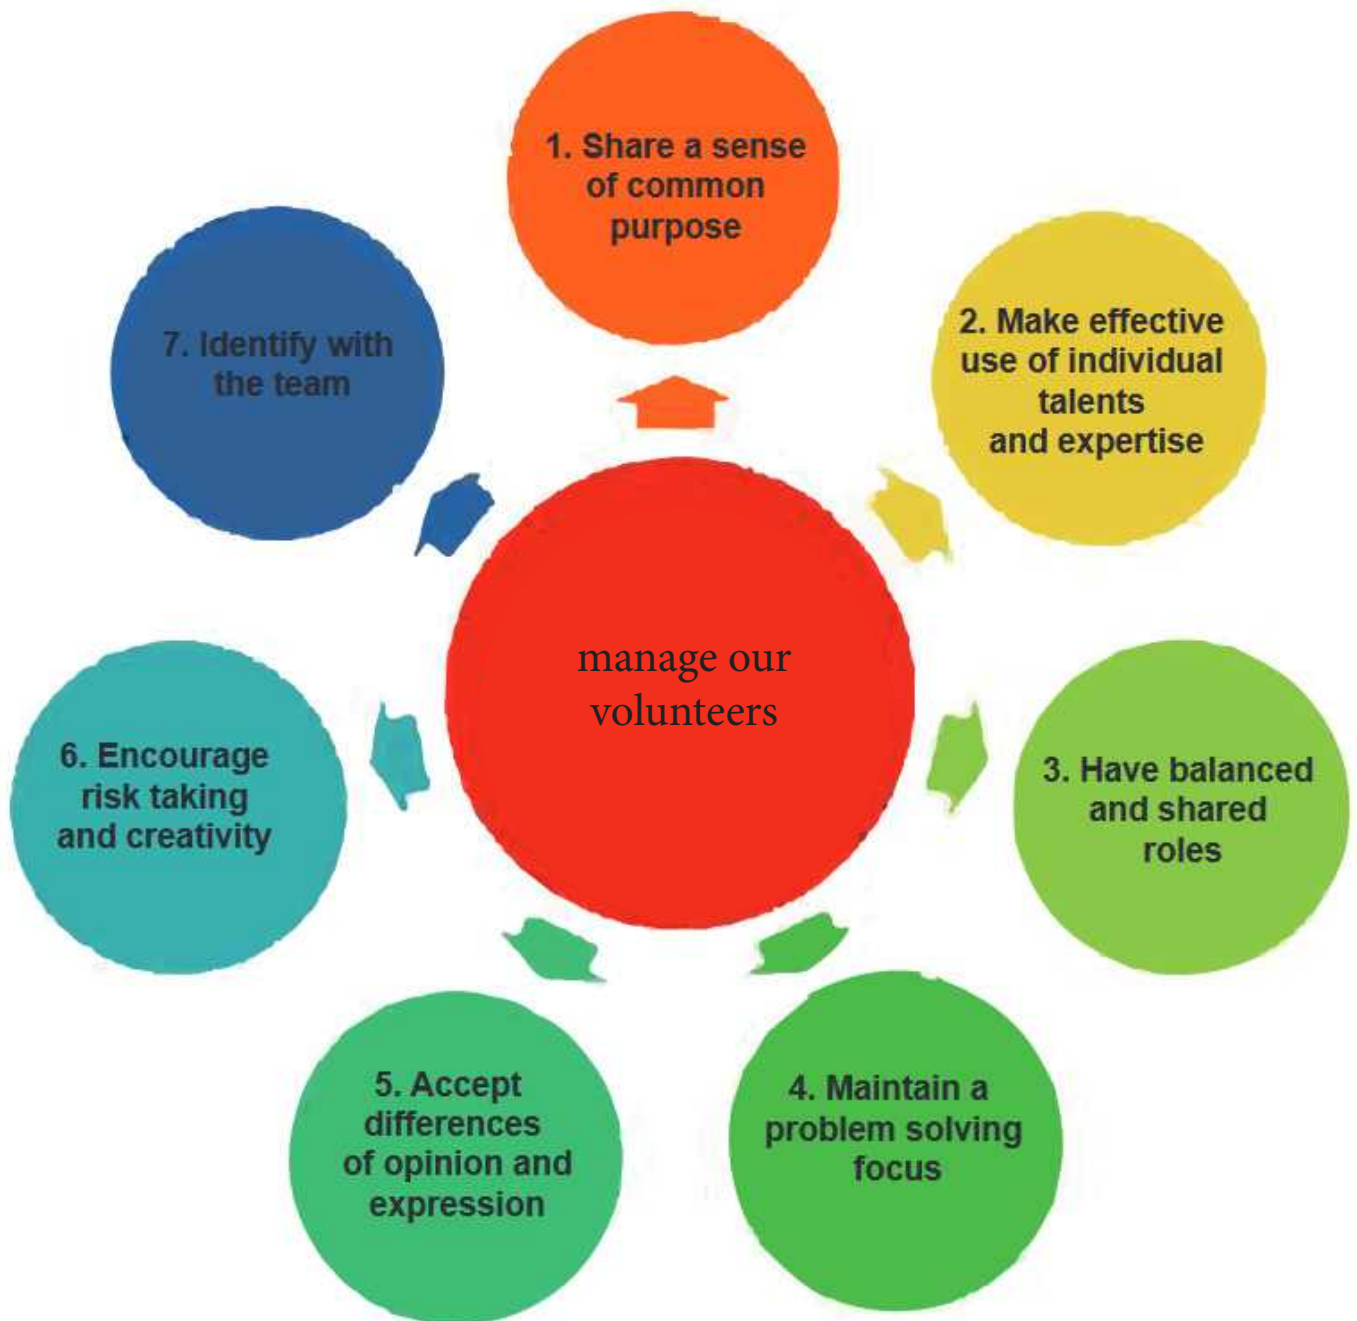 1. Share a sense
of common
purpose
2. Make effective
use of individual
talents
and expertise
3. Have balanced
and shared
roles
4. Maintain a
problem solving
focus
5. Accept
differences
of opinion and
expression
6. Encourage
risk taking
and creativity
7. Identify with
the team
manage our
volunteers